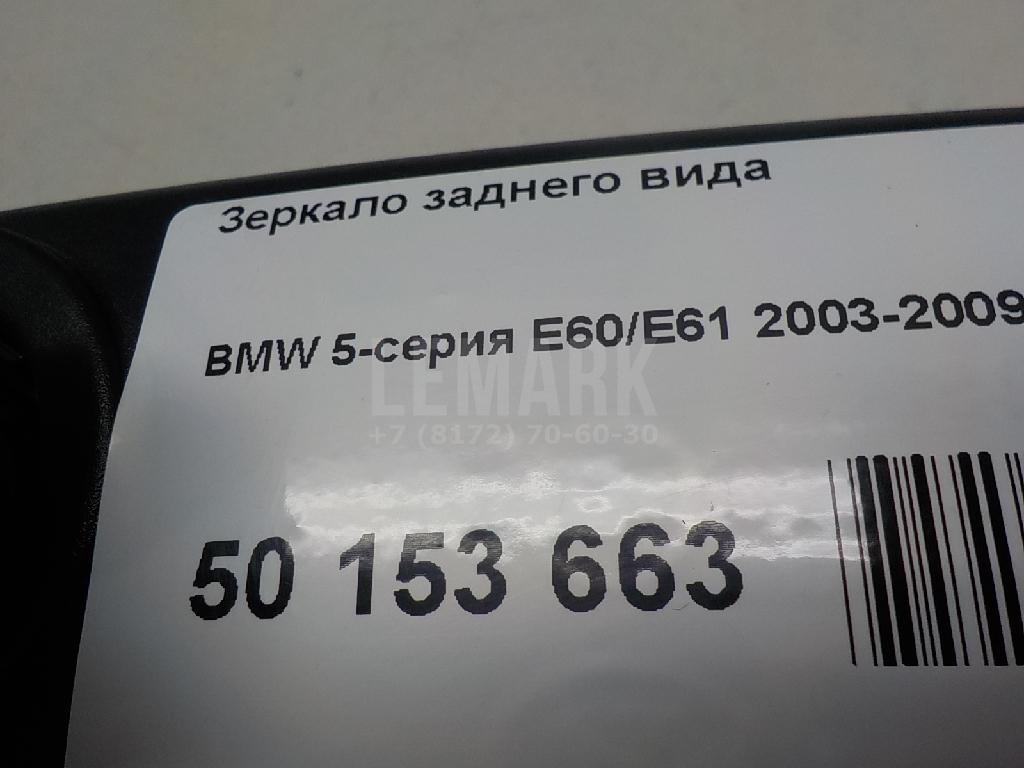 Зеркало заднего вида
BMW 5-серия E60/E61 2003-2009
LEMARK
+7 (8172) 70-60-30
50 153 663